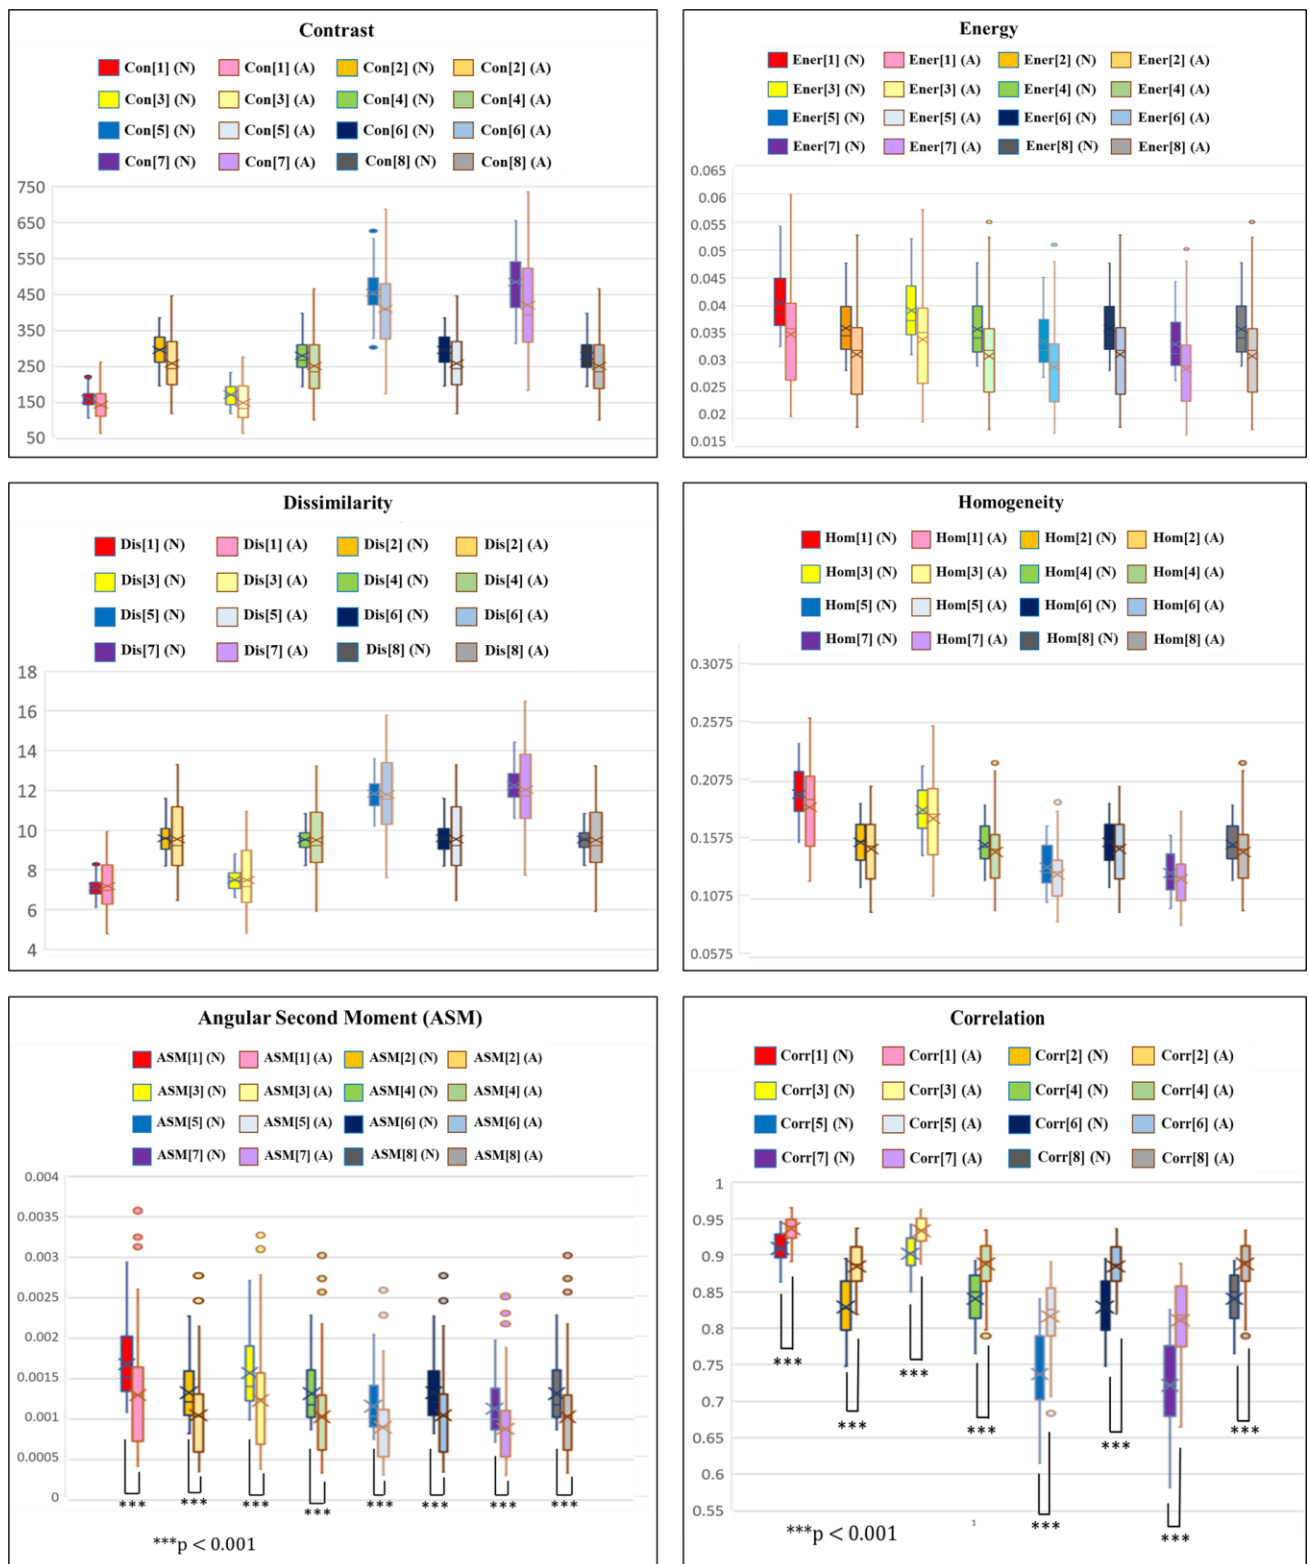 Contrast
Con[1] (N) Con[1] (A) Con[2] (N) Con[2] (A)
Con[3] (N) Con[3] (A) Con[4] (N) Con[4] (A)
Con[5] (N) Con[5] (A) Con[6] (N) Con[6] (A)
Con[7] (N) Con[7] (A) Con[8] (N) Con[8] (A)
750
650
550
450
350
250
150
50
Energy
Ener[1] (N) Ener[1] (A) Ener[2] (N) Ener[2] (A)
Ener[3] (N) Ener[3] (A) Ener[4] (N) Ener[4] (A)
Ener[5] (N) Ener[5] (A) Ener[6] (N) Ener[6] (A)
Ener[7] (N) Ener[7] (A) Ener[8] (N) Ener[8] (A)
0.065
0.06
0.055
0.05
0.045
0.04
0.035
0.03
0.025
0.02
0.015
Dissimilarity
Dis[1] (N) Dis[1] (A) Dis[2] (N) Dis[2] (A)
Dis[3] (N) Dis[3] (A) Dis[4] (N) Dis[4] (A)
Dis[5] (N) Dis[5] (A) Dis[6] (N) Dis[6] (A)
Dis[7] (N) Dis[7] (A) Dis[8] (N) Dis[8] (A)
18
16
14
12
10
8
6
4
Homogeneity
Hom[1] (N) Hom[1] (A) Hom[2] (N) Hom[2] (A)
Hom[3] (N) Hom[3] (A) Hom[4] (N) Hom[4] (A)
Hom[5] (N) Hom[5] (A) Hom[6] (N) Hom[6] (A)
Hom[7] (N) Hom[7] (A) Hom[8] (N) Hom[8] (A)
0.3075
0.2575
0.2075
0.1575
0.1075
0.0575
Angular Second Moment (ASM)
ASM[1] (N) ASM[1] (A) ASM[2] (N) ASM[2] (A)
ASM[3] (N) ASM[3] (A) ASM[4] (N) ASM[4] (A)
ASM[5] (N) ASM[5] (A) ASM[6] (N) ASM[6] (A)
ASM[7] (N) ASM[7] (A) ASM[8] (N) ASM[8] (A)
0.004
0.0035
0.003
0.0025
0.002
0.0015
0.001
0.0005
0
*** *** *** *** *** *** *** ***
***p < 0.001
Correlation
Corr[1] (N) Corr[1] (A) Corr[2] (N) Corr[2] (A)
Corr[3] (N) Corr[3] (A) Corr[4] (N) Corr[4] (A)
Corr[5] (N) Corr[5] (A) Corr[6] (N) Corr[6] (A)
Corr[7] (N) Corr[7] (A) Corr[8] (N) Corr[8] (A)
1
0.95
0.9
0.85
0.8
0.75
0.7
0.65
0.6
0.55
*** *** *** *** *** *** *** ***
***p < 0.001
1